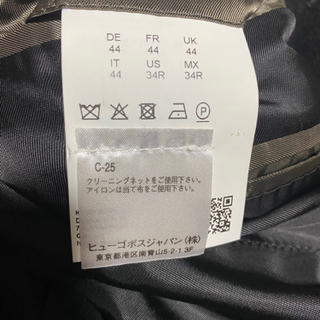 DE FR UK
44 44 44
IT US MX
44 34R 34R
P
C-25
クリーニングネットをご使用下さい。
アイロンは当て布をご使用下さい。
ヒューゴボスジャパン(株)
東京都港区南青山5-2-1 3F